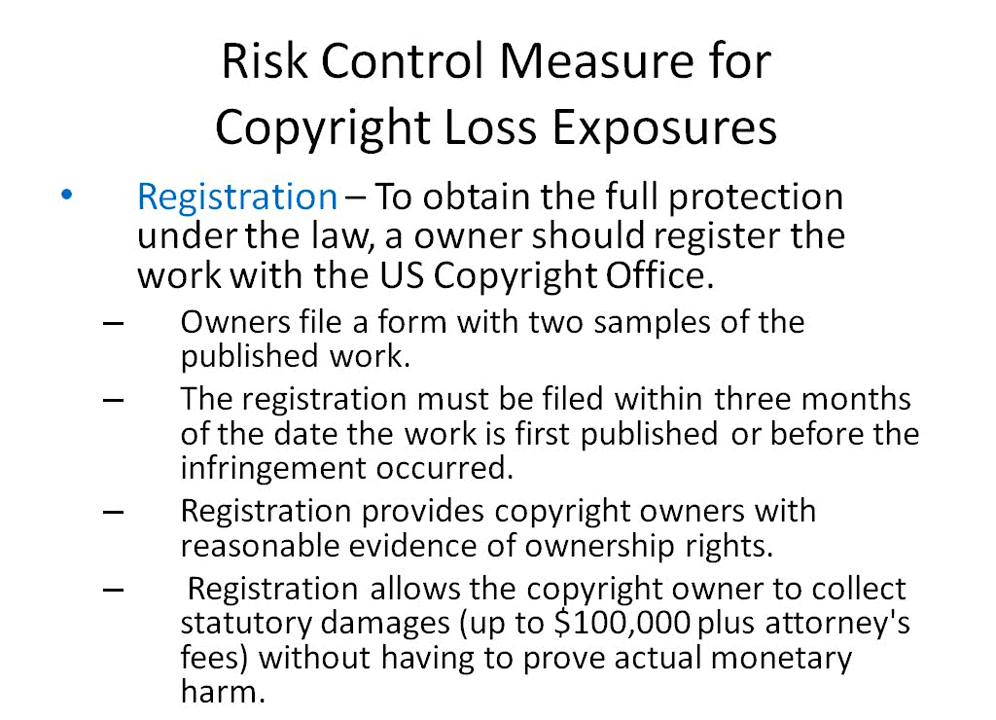 Risk Control Measure for
Copyright Loss Exposures
• Registration – To obtain the full protection
under the law, a owner should register the
work with the US Copyright Office.
– Owners file a form with two samples of the
published work.
– The registration must be filed within three months
of the date the work is first published or before the
infringement occurred.
– Registration provides copyright owners with
reasonable evidence of ownership rights.
– Registration allows the copyright owner to collect
statutory damages (up to $100,000 plus attorney's
fees) without having to prove actual monetary
harm.